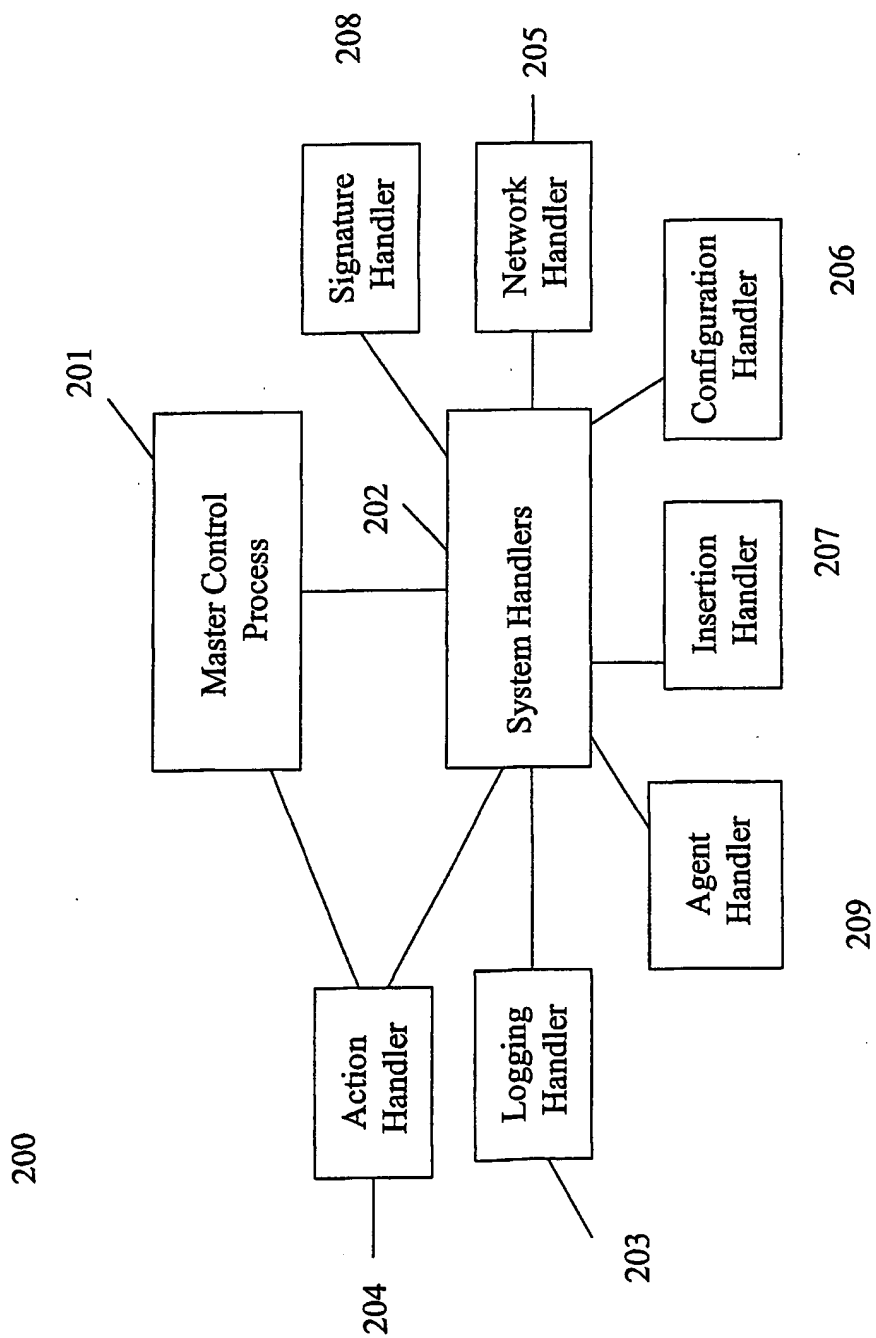 200
201
Master Control
Process
208
Signature
Handler
202
System Handlers
205
Network
Handler
Action
Handler
204
Logging
Handler
203
Agent
Handler
209
Insertion
Handler
207
Configuration
Handler
206